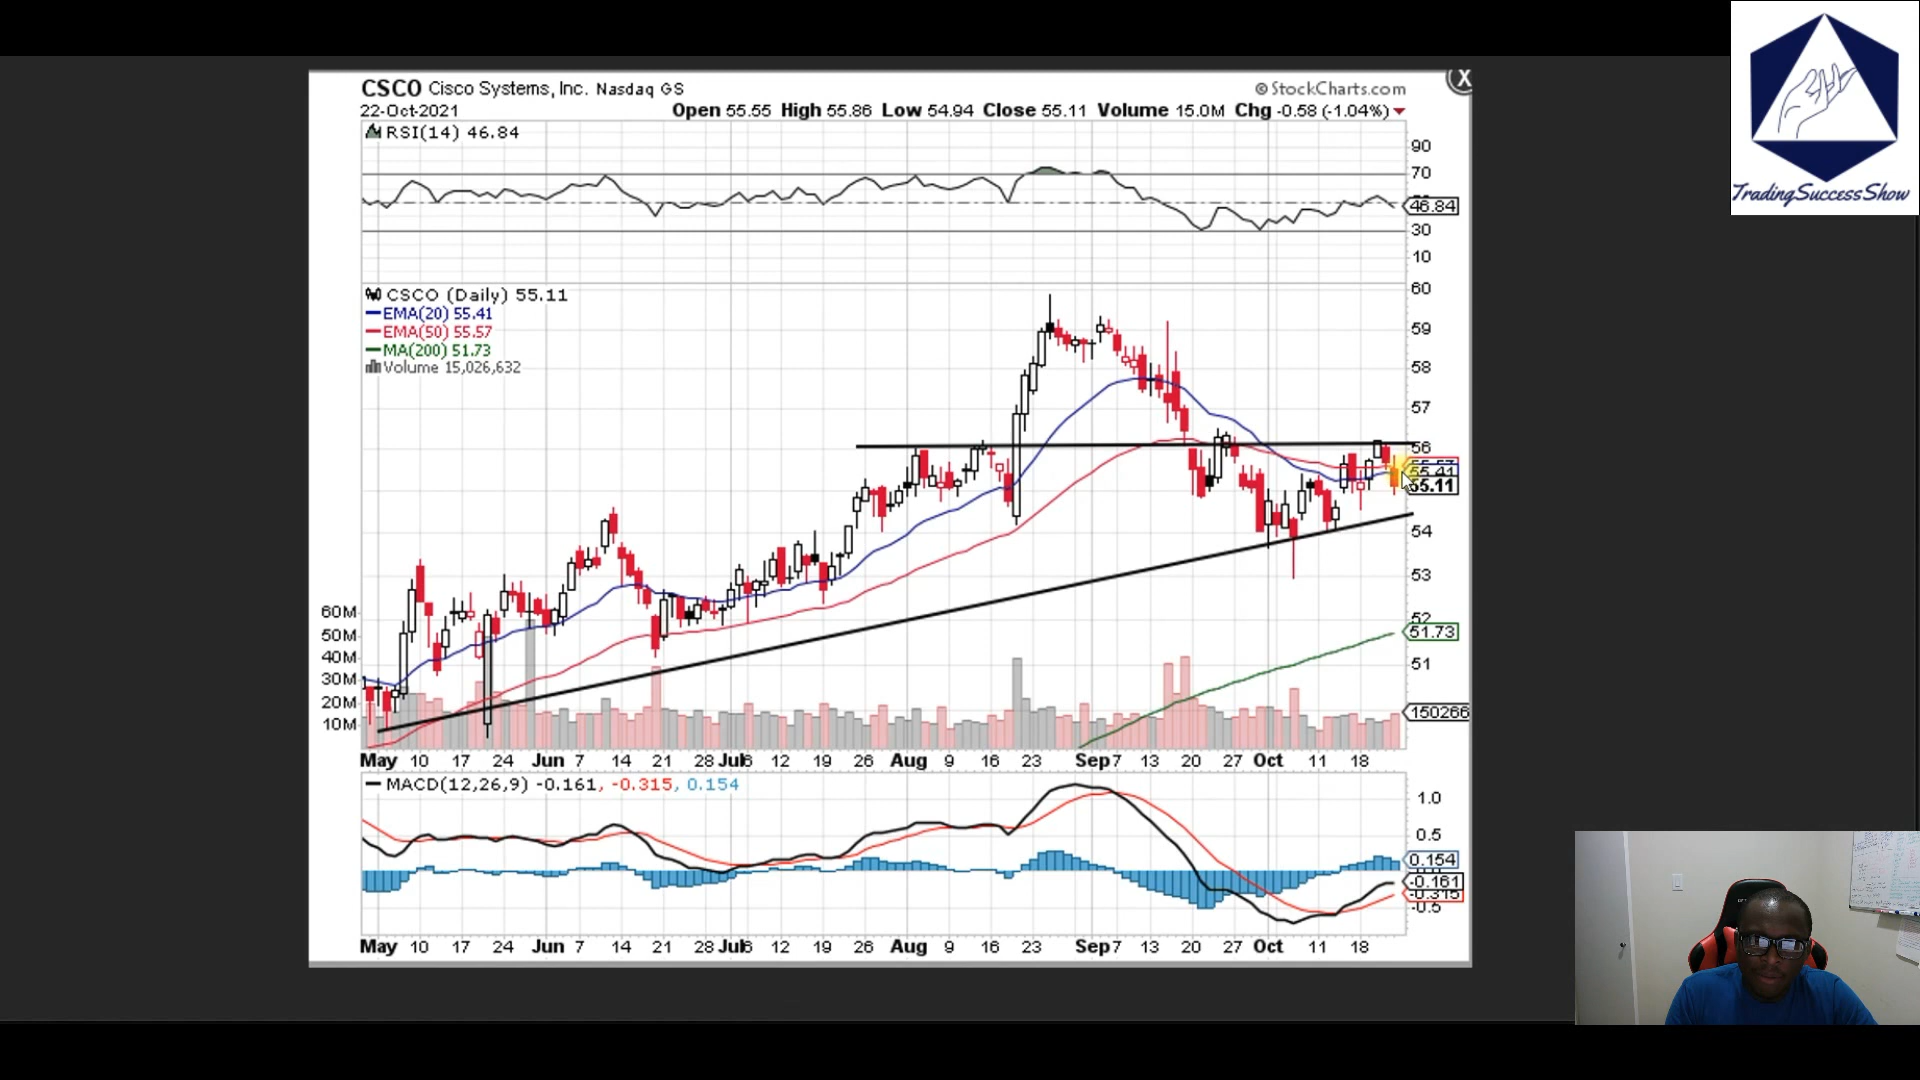 CSCO Cisco Systems, Inc. Nasdaq GS
© StockCharts.com
22-Oct-2021
Open 55.55 High 55.86 Low 54.94 Close 55.11 Volume 15.0M Chg -0.58 (-1.04%)
X
TradingSuccessShow
RSI(14) 46.84
90
70
46.84
30
10
CSCO (Daily) 55.11
EMA(20) 55.41
EMA(50) 55.57
MA(200) 51.73
Volume 15,026,632
60
59
58
57
56
55.57
55.41
55.11
54
53
52
51.73
51
60M
50M
40M
30M
20M
10M
150266
May 10 17 24 Jun 7 14 21 28 Jul 6 12 19 26 Aug 9 16 23 Sep 7 13 20 27 Oct 11 18
MACD(12,26,9) -0.161, -0.315, 0.154
1.0
0.5
0.154
-0.161
-0.315
-0.5
May 10 17 24 Jun 7 14 21 28 Jul 6 12 19 26 Aug 9 16 23 Sep 7 13 20 27 Oct 11 18